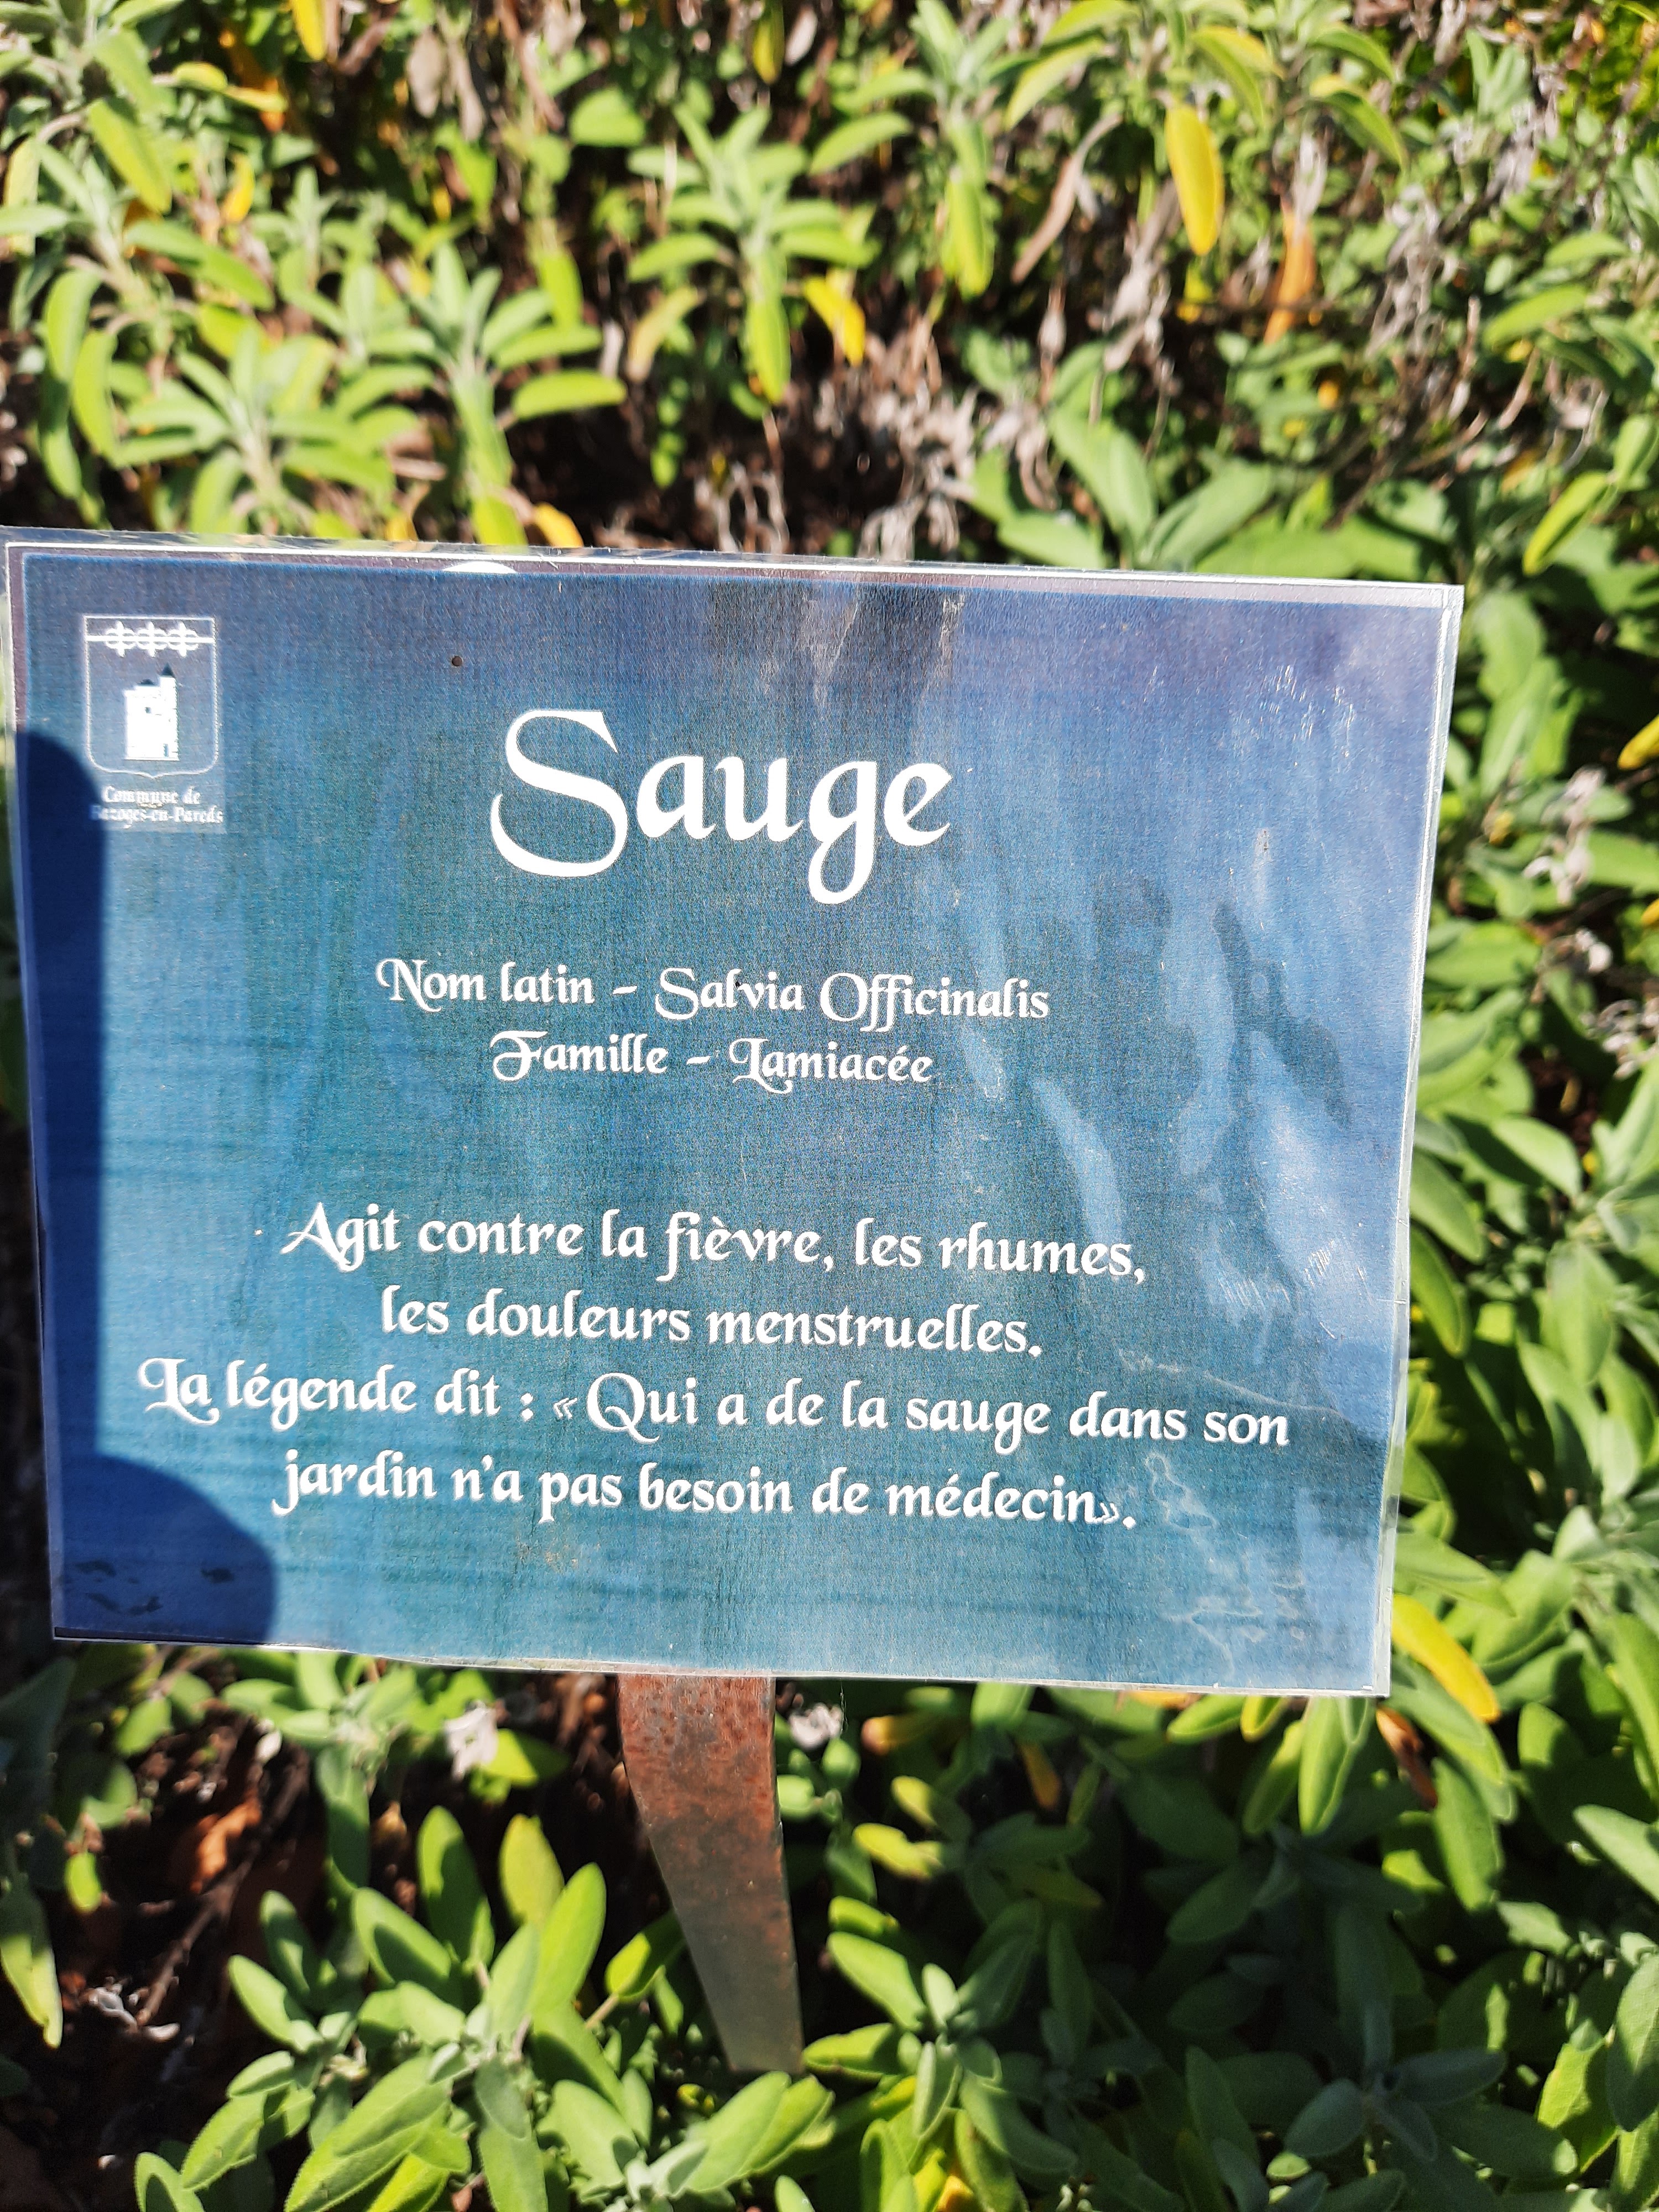 Commune de
Bazoges-en-Pareds
Sauge
Nom latin - Salvia Officinalis
Famille - Lamiacée
Agit contre la fièvre, les rhumes,
les douleurs menstruelles.
La légende dit : « Qui a de la sauge dans son
jardin n'a pas besoin de médecin».